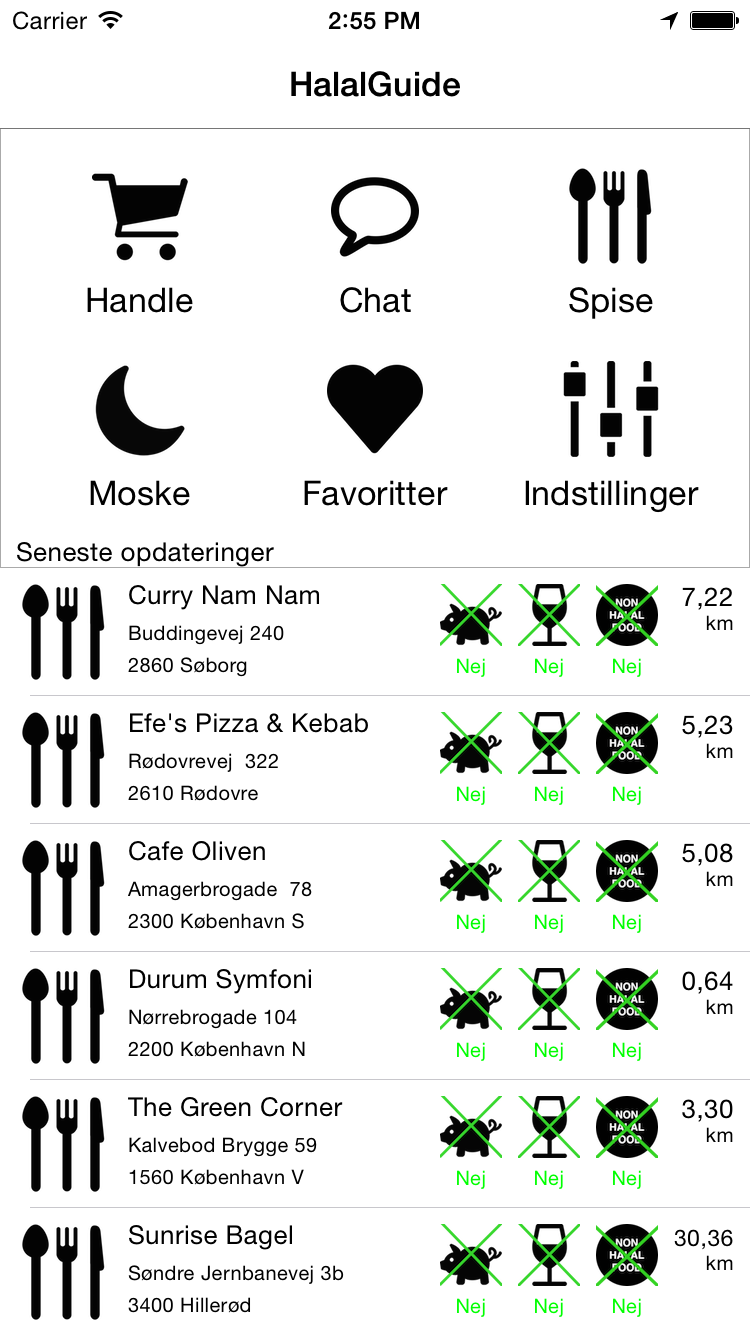 Carrier 2:55 PM
HalalGuide
Handle Chat Spise
Moske Favoritter Indstillinger
Seneste opdateringer
Curry Nam Nam 7,22
Buddingevej 240 NON HALAL FOOD km
2860 Søborg Nej Nej Nej
Efe's Pizza & Kebab 5,23
Rødovrevej 322 NON HALAL FOOD km
2610 Rødovre Nej Nej Nej
Cafe Oliven 5,08
Amagerbrogade 78 NON HALAL FOOD km
2300 København S Nej Nej Nej
Durum Symfoni 0,64
Nørrebrogade 104 NON HALAL FOOD km
2200 København N Nej Nej Nej
The Green Corner 3,30
Kalvebod Brygge 59 NON HALAL FOOD km
1560 København V Nej Nej Nej
Sunrise Bagel 30,36
Søndre Jernbanevej 3b NON HALAL FOOD km
3400 Hillerød Nej Nej Nej